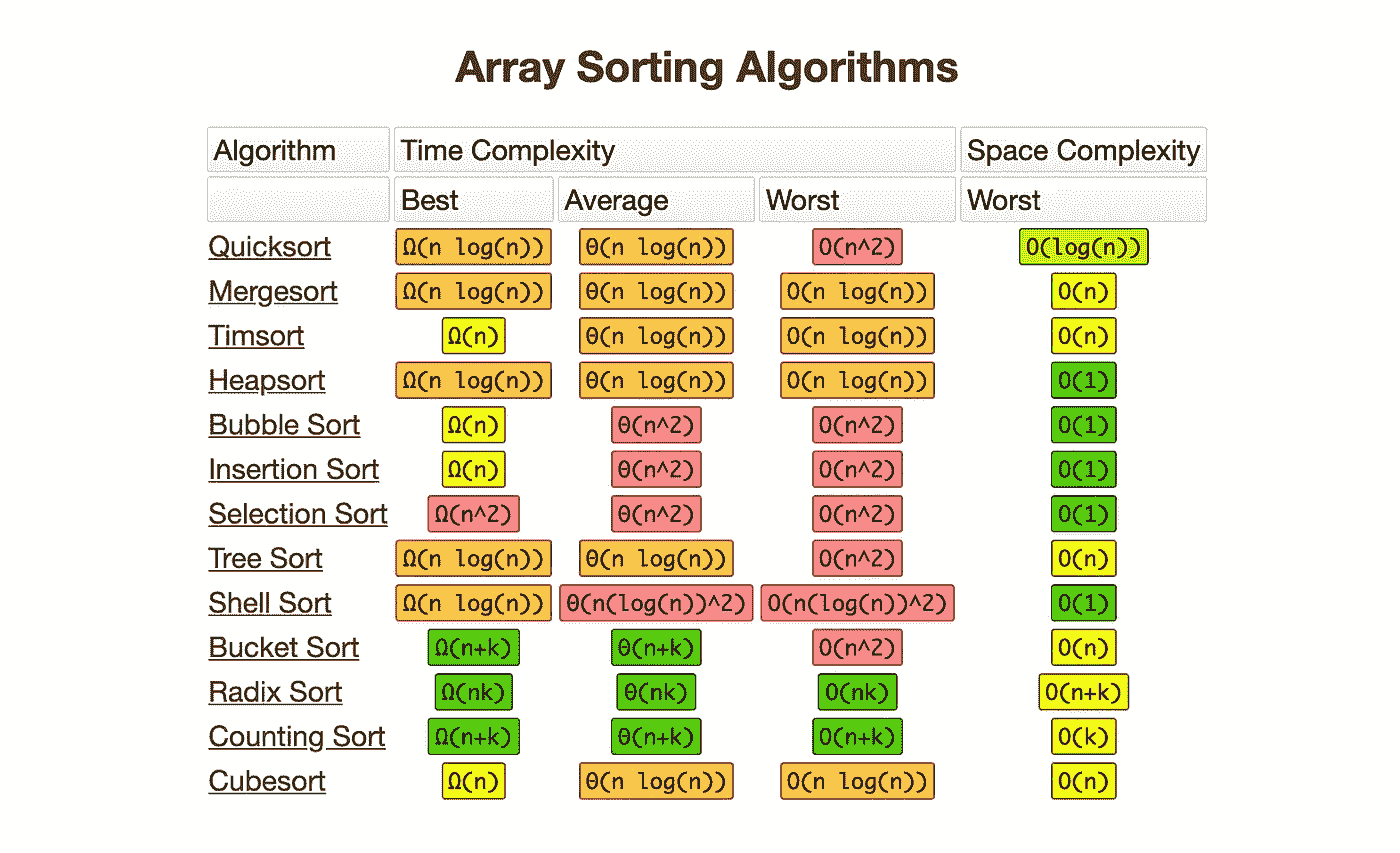 Array Sorting Algorithms
Algorithm Time Complexity Space Complexity
Best Average Worst Worst
Quicksort Ω(n log(n)) Θ(n log(n)) O(n^2) O(log(n))
Mergesort Ω(n log(n)) Θ(n log(n)) O(n log(n)) O(n)
Timsort Ω(n) Θ(n log(n)) O(n log(n)) O(n)
Heapsort Ω(n log(n)) Θ(n log(n)) O(n log(n)) O(1)
Bubble Sort Ω(n) Θ(n^2) O(n^2) O(1)
Insertion Sort Ω(n) Θ(n^2) O(n^2) O(1)
Selection Sort Ω(n^2) Θ(n^2) O(n^2) O(1)
Tree Sort Ω(n log(n)) Θ(n log(n)) O(n^2) O(n)
Shell Sort Ω(n log(n)) Θ(n(log(n))^2) O(n(log(n))^2) O(1)
Bucket Sort Ω(n+k) Θ(n+k) O(n^2) O(n)
Radix Sort Ω(nk) Θ(nk) O(nk) O(n+k)
Counting Sort Ω(n+k) Θ(n+k) O(n+k) O(k)
Cubesort Ω(n) Θ(n log(n)) O(n log(n)) O(n)